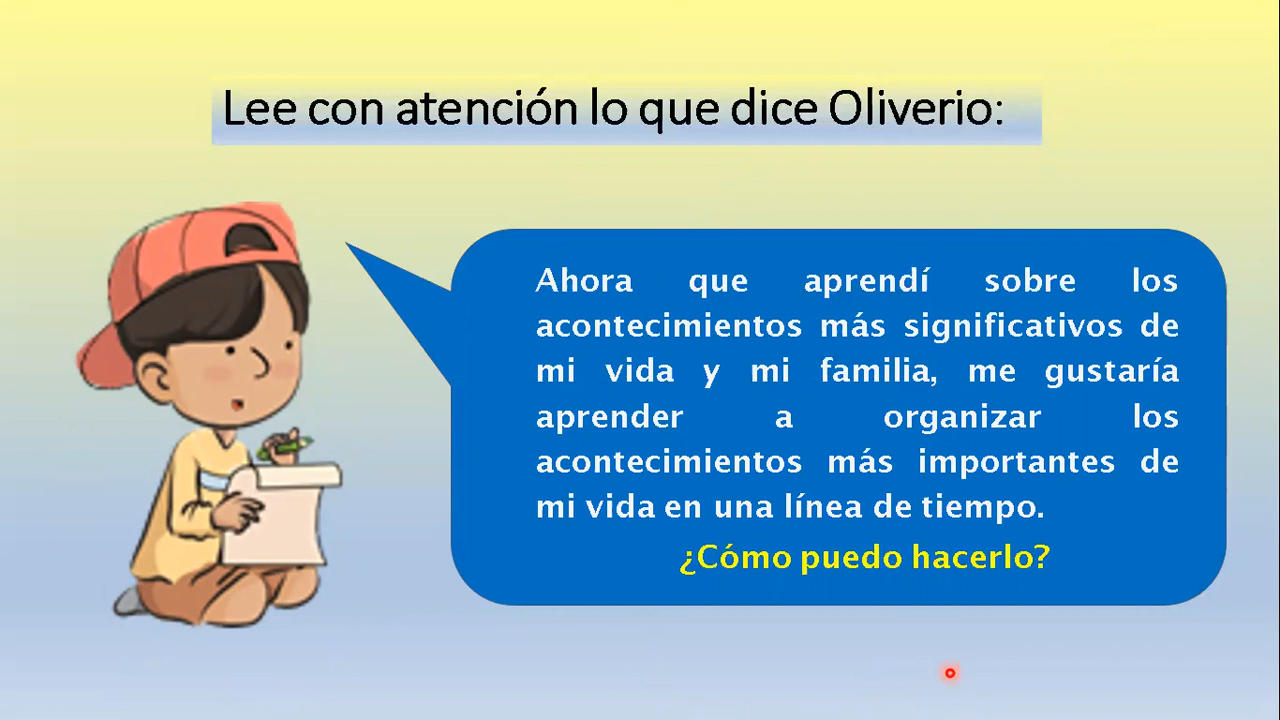 Lee con atención lo que dice Oliverio:
Ahora que aprendí sobre los
acontecimientos más significativos de
mi vida y mi familia, me gustaría
aprender a organizar los
acontecimientos más importantes de
mi vida en una línea de tiempo.
¿Cómo puedo hacerlo?